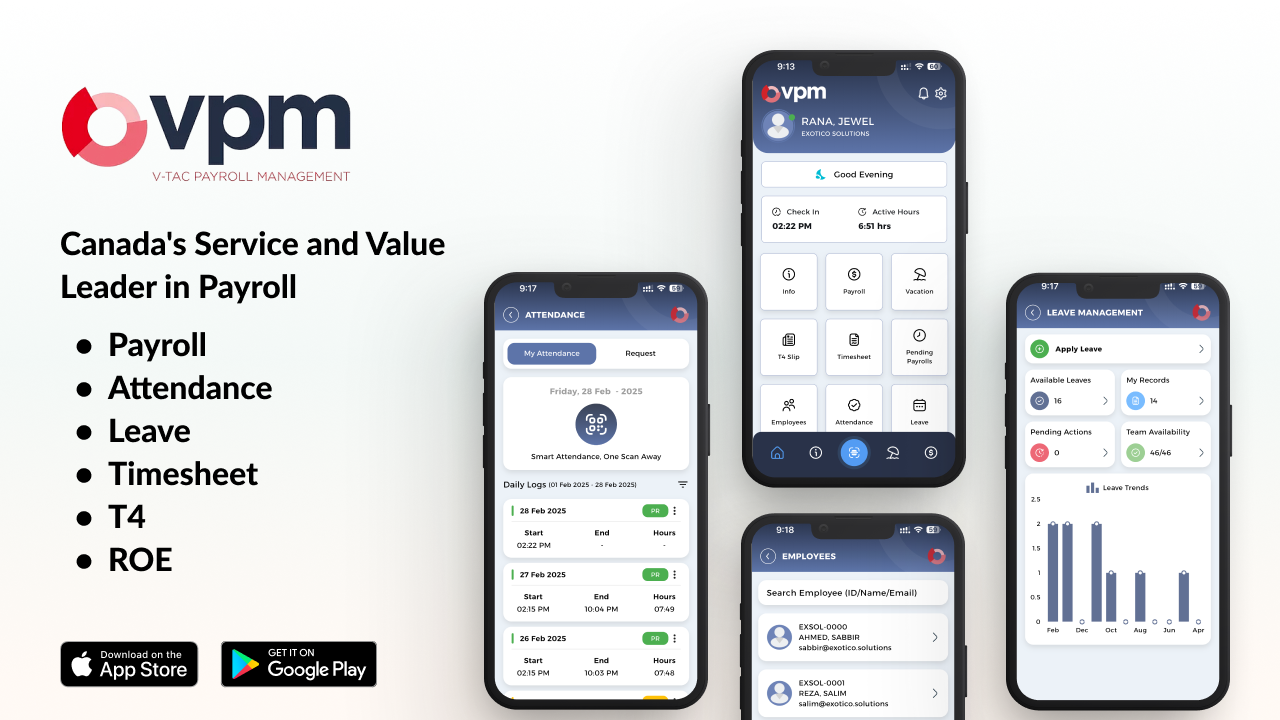 vpm
V-TAC PAYROLL MANAGEMENT
Canada's Service and Value
Leader in Payroll
● Payroll
● Attendance
● Leave
● Timesheet
● T4
● ROE
Download on the
App Store
GET IT ON
Google Play
9:17
ATTENDANCE
My Attendance
Request
Friday, 28 Feb - 2025
Smart Attendance, One Scan Away
Daily Logs (01 Feb 2025 - 28 Feb 2025)
28 Feb 2025 PR
Start End Hours
02:22 PM - -
27 Feb 2025 PR
Start End Hours
02:15 PM 10:04 PM 07:49
26 Feb 2025 PR
Start End Hours
02:15 PM 10:03 PM 07:48
9:13
vpm
RANA, JEWEL
EXOTICO SOLUTIONS
Good Evening
Check In
02:22 PM
Active Hours
6:51 hrs
Info
Payroll
Vacation
T4 Slip
Timesheet
Pending
Payrolls
Employees
Attendance
Leave
9:18
EMPLOYEES
Search Employee (ID/Name/Email)
EXSOL-0000
AHMED, SABBIR
sabbir@exotico.solutions
EXSOL-0001
REZA, SALIM
salim@exotico.solutions
9:17
LEAVE MANAGEMENT
Apply Leave
Available Leaves
16
My Records
14
Pending Actions
0
Team Availability
46/46
Leave Trends
2.5
2
1.5
1
0.5
0
Feb Dec Oct Aug Jun Apr